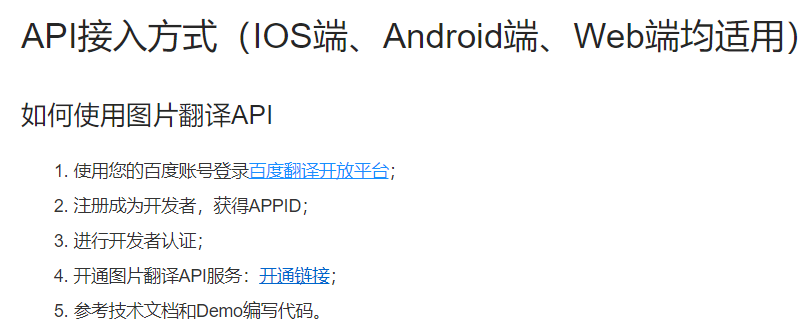 API接入方式（IOS端、Android端、Web端均适用）
如何使用图片翻译API
1. 使用您的百度账号登录百度翻译开放平台；
2. 注册成为开发者，获得APPID；
3. 进行开发者认证；
4. 开通图片翻译API服务：开通链接；
5. 参考技术文档和Demo编写代码。